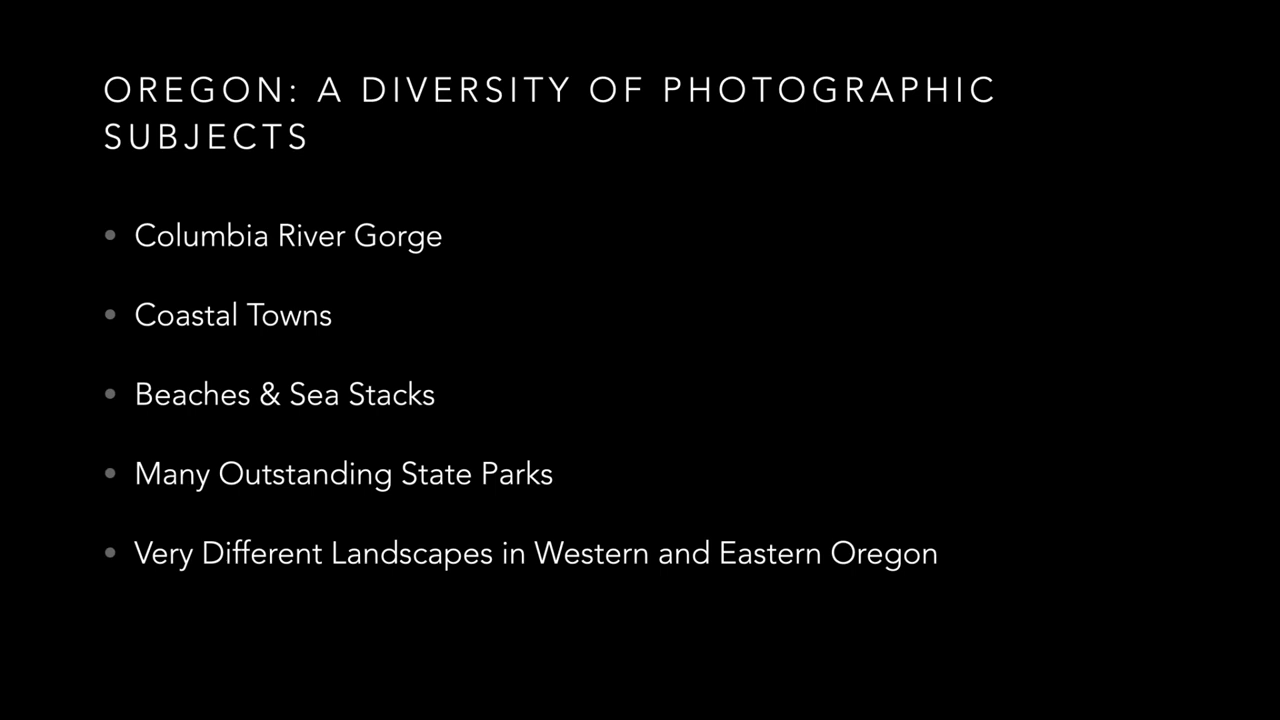 OREGON: A DIVERSITY OF PHOTOGRAPHIC
SUBJECTS
• Columbia River Gorge
• Coastal Towns
• Beaches & Sea Stacks
• Many Outstanding State Parks
• Very Different Landscapes in Western and Eastern Oregon